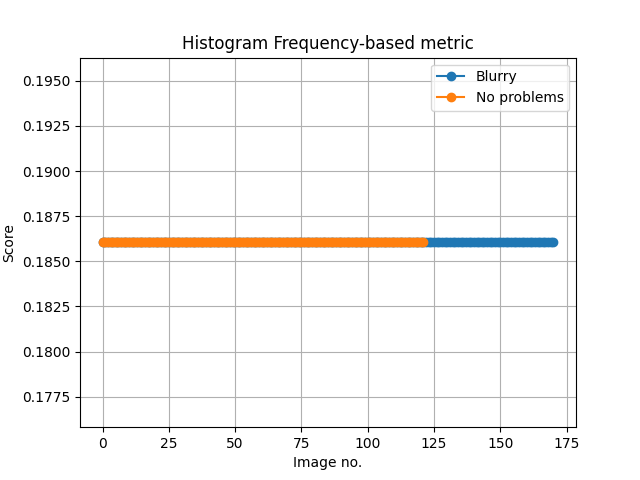 Histogram Frequency-based metric
Blurry
No problems
0.1950
0.1925
0.1900
0.1875
0.1850
0.1825
0.1800
0.1775
Score
0 25 50 75 100 125 150 175
Image no.